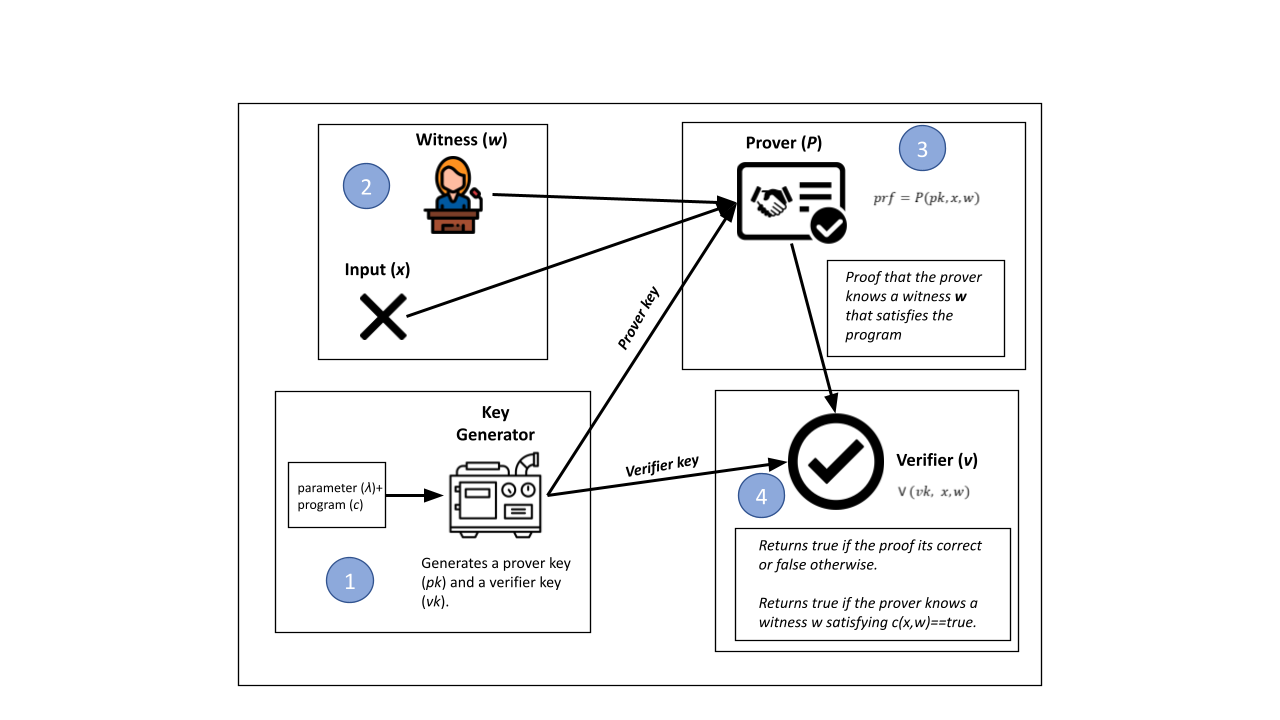 Witness (w)
2
Input (x)
Prover (P)
3
prf = P(pk,x,w)
Proof that the prover
knows a witness w
that satisfies the
program
Prover key
Key
Generator
parameter (λ)+
program (c)
1
Generates a prover key
(pk) and a verifier key
(vk).
Verifier key
4
Verifier (v)
V (vk, x,w)
Returns true if the proof its correct
or false otherwise.
Returns true if the prover knows a
witness w satisfying c(x,w)==true.